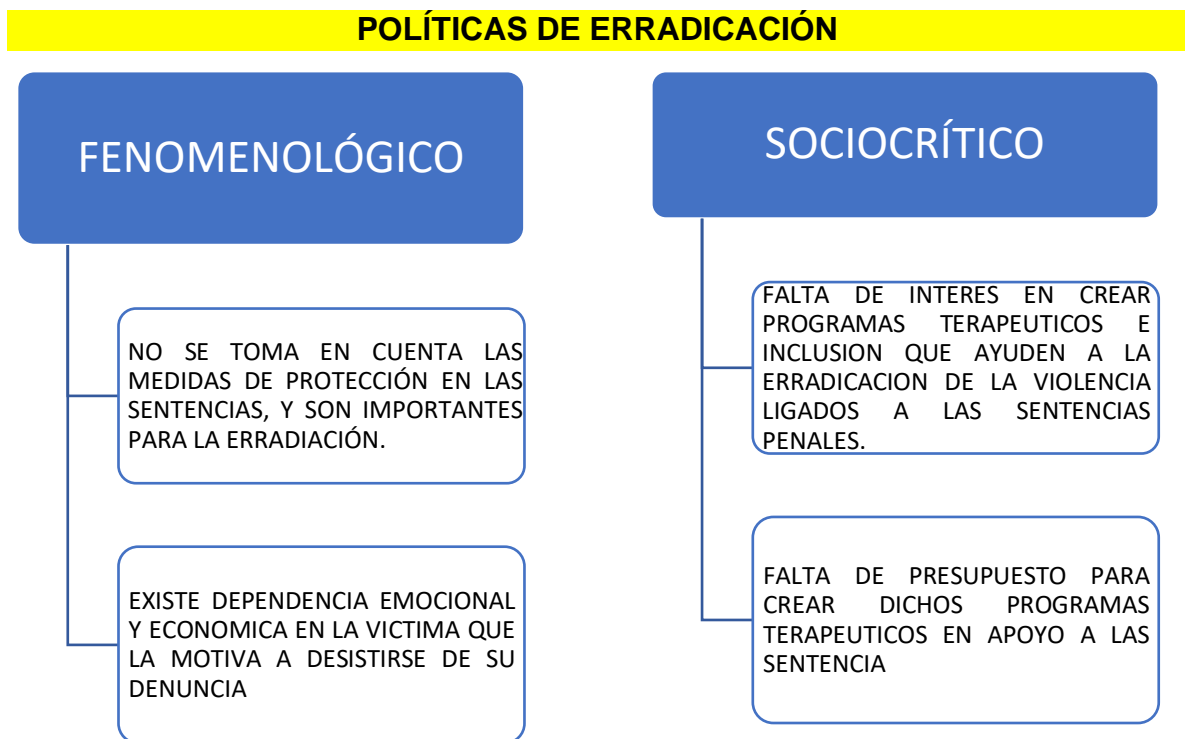 POLÍTICAS DE ERRADICACIÓN
FENOMENOLÓGICO
NO SE TOMA EN CUENTA LAS
MEDIDAS DE PROTECCIÓN EN LAS
SENTENCIAS, Y SON IMPORTANTES
PARA LA ERRADIACIÓN.
EXISTE DEPENDENCIA EMOCIONAL
Y ECONOMICA EN LA VICTIMA QUE
LA MOTIVA A DESISTIRSE DE SU
DENUNCIA
SOCIOCRÍTICO
FALTA DE INTERES EN CREAR
PROGRAMAS TERAPEUTICOS E
INCLUSION QUE AYUDEN A LA
ERRADICACION DE LA VIOLENCIA
LIGADOS A LAS SENTENCIAS
PENALES.
FALTA DE PRESUPUESTO PARA
CREAR DICHOS PROGRAMAS
TERAPEUTICOS EN APOYO A LAS
SENTENCIA